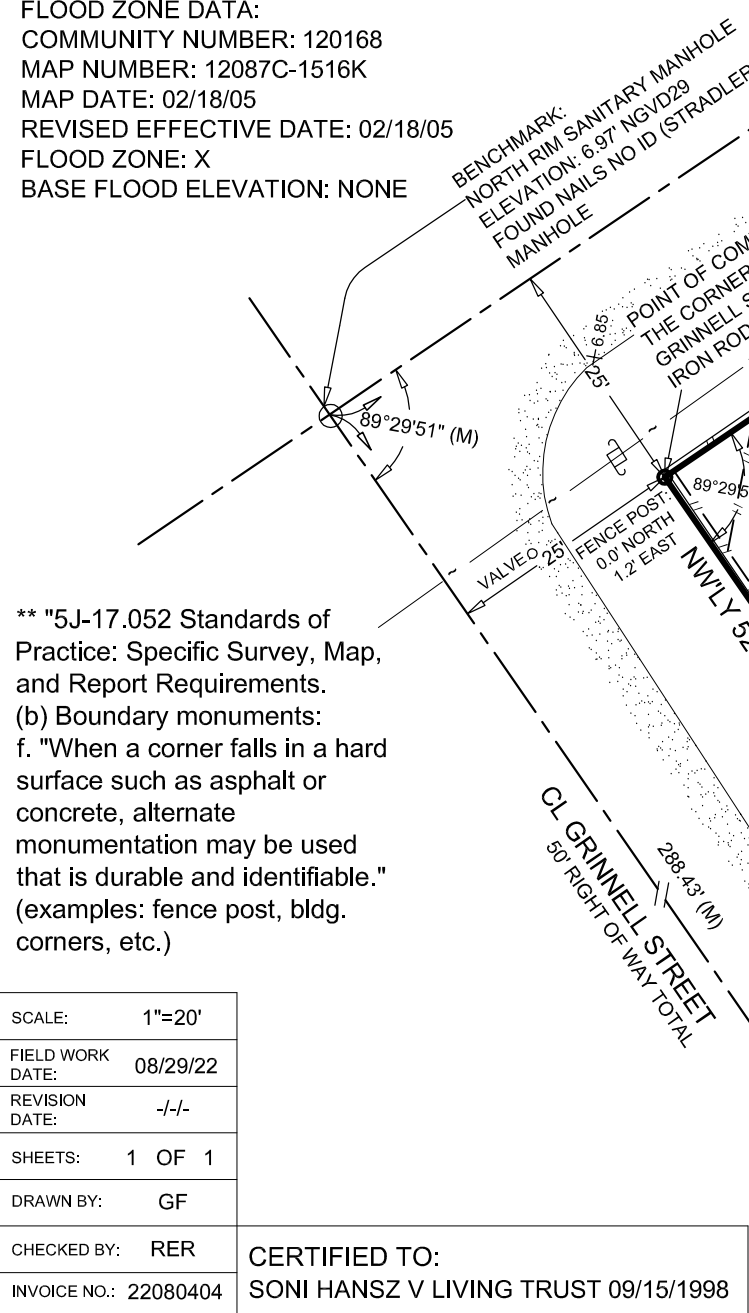 FLOOD ZONE DATA:
COMMUNITY NUMBER: 120168
MAP NUMBER: 12087C-1516K
MAP DATE: 02/18/05
REVISED EFFECTIVE DATE: 02/18/05
FLOOD ZONE: X
BASE FLOOD ELEVATION: NONE
BENCHMARK:
NORTH RIM SANITARY MANHOLE
ELEVATION: 6.97' NGVD29
FOUND NAILS NO ID (STRADLER
MANHOLE
POINT OF COM
THE CORNER
GRINNELL S
IRON ROD
6.85
25'
89°29'51" (M)
89°29'5
FENCE POST:
0.0' NORTH
1.2' EAST
VALVE
25'
NW'LY 52
** "5J-17.052 Standards of
Practice: Specific Survey, Map,
and Report Requirements.
(b) Boundary monuments:
f. "When a corner falls in a hard
surface such as asphalt or
concrete, alternate
monumentation may be used
that is durable and identifiable."
(examples: fence post, bldg.
corners, etc.)
CL GRINNELL STREET
50' RIGHT OF WAY TOTAL
288.43' (M)
SCALE: 1"=20'
FIELD WORK
DATE: 08/29/22
REVISION
DATE: -/-/-
SHEETS: 1 OF 1
DRAWN BY: GF
CHECKED BY: RER
INVOICE NO.: 22080404
CERTIFIED TO:
SONI HANSZ V LIVING TRUST 09/15/1998